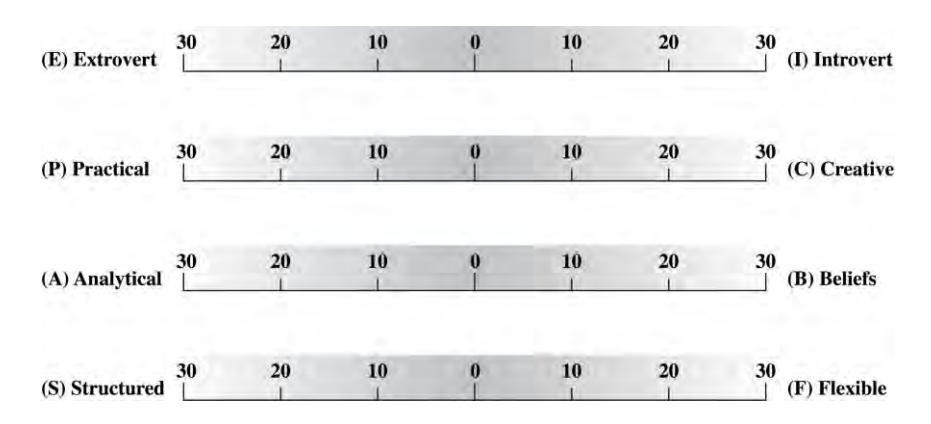 30 20 10 0 10 20 30
(E) Extrovert (I) Introvert
30 20 10 0 10 20 30
(P) Practical (C) Creative
30 20 10 0 10 20 30
(A) Analytical (B) Beliefs
30 20 10 0 10 20 30
(S) Structured (F) Flexible